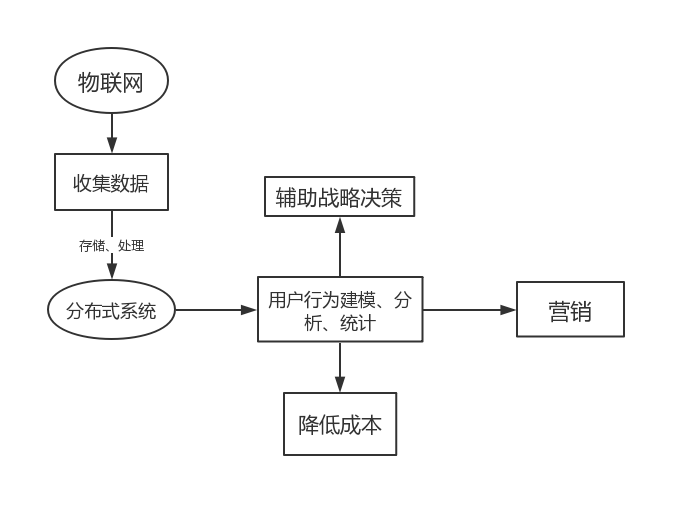 物联网
收集数据
辅助战略决策
存储、处理
分布式系统
用户行为建模、分
析、统计
营销
降低成本